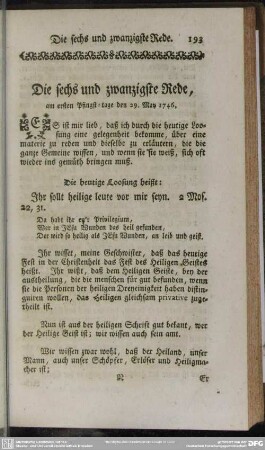 Die sechs und zwanzigste Rede. 193
Die sechs und zwanzigste Rede,
am ersten Pfingst-tage den 29. May 1746.
ES ist mir lieb, daß ich durch die heutige Loo-
sung eine gelegenheit bekomme, über eine
materie zu reden und dieselbe zu erläutern, die die
ganze Gemeine wissen, und wenn sie sie weiß, sich oft
wieder ins gemüth bringen muß.
Die heutige Loosung heißt:
Ihr sollt heilige leute vor mir seyn. 2 Mos.
22, 31.
Da habt ihr eu'r Privilegium,
Wer in JEsu Wunden das heil gefunden,
Der wird so heilig als JEsu Wunden, an leib und geist.
Ihr wisset, meine Geschwister, daß das heutige
Fest in der Christenheit das Fest des Heiligen Geistes
heißt. Ihr wißt, daß dem Heiligen Geiste, bey der
austheilung, die die menschen für gut befunden, wenn
sie die Personen der heiligen Dreyeinigkeit haben distin-
gairen wollen, das Heiligen gleichsam privative zuge-
theilt ist.
Nun ist aus der heiligen Schrift gut bekant, wer
der Heilige Geist ist; wir wissen auch sein amt.
Wir wissen zwar wohl, daß der Heiland, unser
Mann, auch unser Schöpfer, Erlöser und Heiligma-
cher ist;
N Er